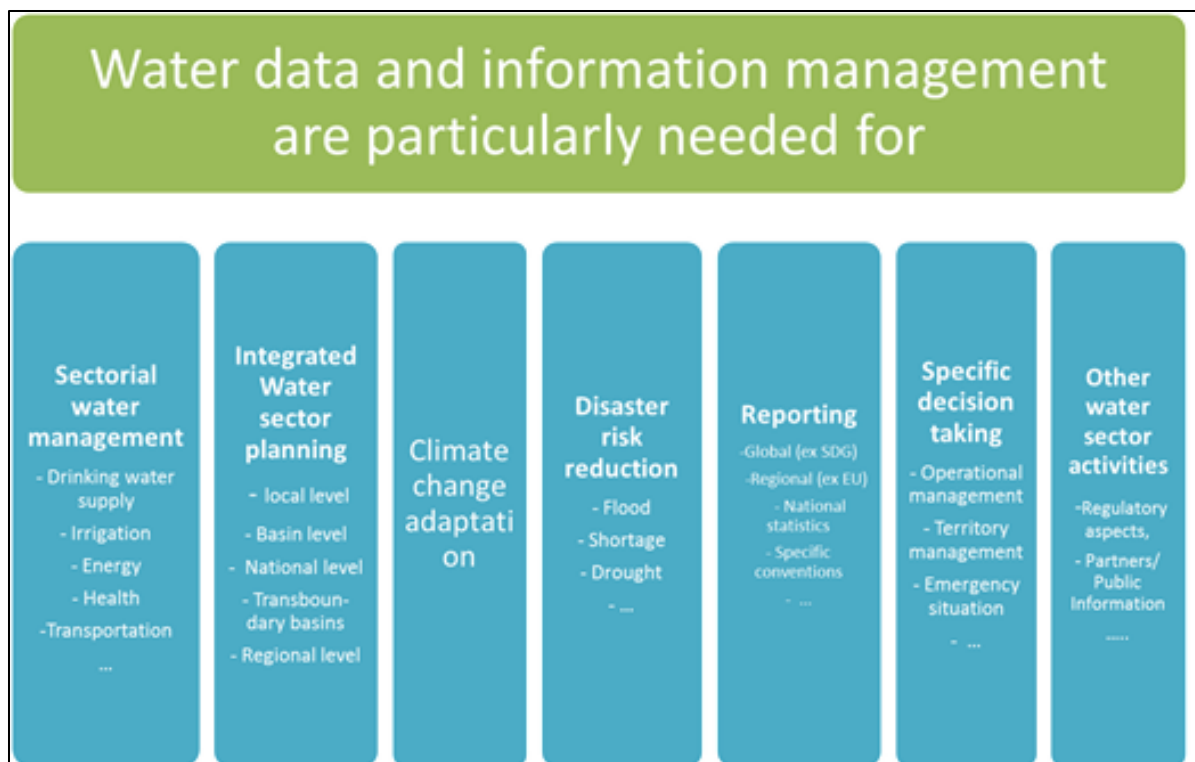 Water data and information management
are particularly needed for
Sectorial
water
management
- Drinking water
supply
- Irrigation
- Energy
- Health
-Transportation
...
Integrated
Water
sector
planning
- local level
- Basin level
- National level
- Transboun-
dary basins
- Regional level
Climate
change
adaptati
on
Disaster
risk
reduction
- Flood
- Shortage
- Drought
- ...
Reporting
-Global (ex SDG)
-Regional (ex EU)
- National
statistics
- Specific
conventions
- ...
Specific
decision
taking
- Operational
management
- Territory
management
- Emergency
situation
- ...
Other
water
sector
activities
-Regulatory
aspects,
- Partners/
Public
Information
.....